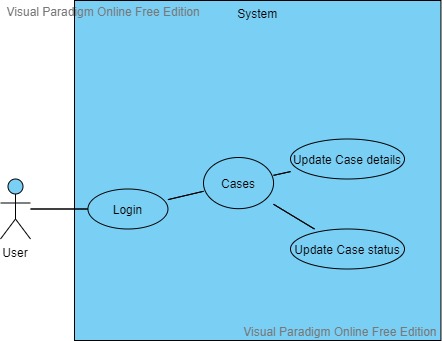 Visual Paradigm Online Free Edition
System
Update Case details
Cases
Login
User
Update Case status
Visual Paradigm Online Free Edition